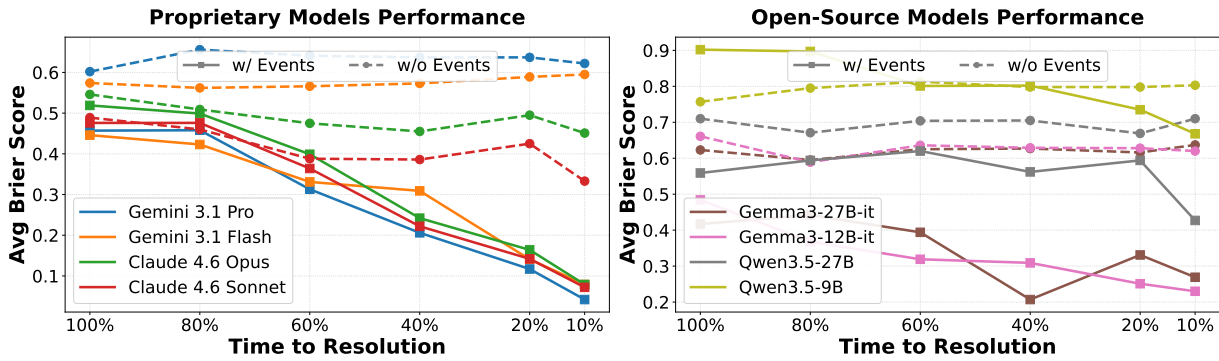 Proprietary Models Performance
w/ Events
w/o Events
Avg Brier Score
0.6
0.5
0.4
0.3
0.2
0.1
Gemini 3.1 Pro
Gemini 3.1 Flash
Claude 4.6 Opus
Claude 4.6 Sonnet
100%
80%
60%
40%
20%
10%
Time to Resolution
Open-Source Models Performance
w/ Events
w/o Events
Avg Brier Score
0.9
0.8
0.7
0.6
0.5
0.4
0.3
0.2
Gemma3-27B-it
Gemma3-12B-it
Qwen3.5-27B
Qwen3.5-9B
100%
80%
60%
40%
20%
10%
Time to Resolution